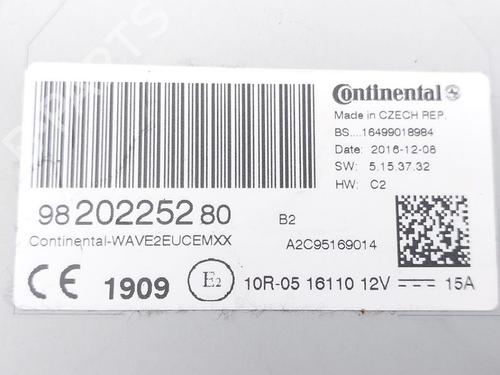 Continental
Made in CZECH REP.
BS....16499018984
Date: 2016-12-08
SW: 5.15.37.32
HW: C2
98 202252 80
B2
Continental-WAVE2EUCEMXX
A2C95169014
CE 1909 E2 10R-05 16110 12V 15A